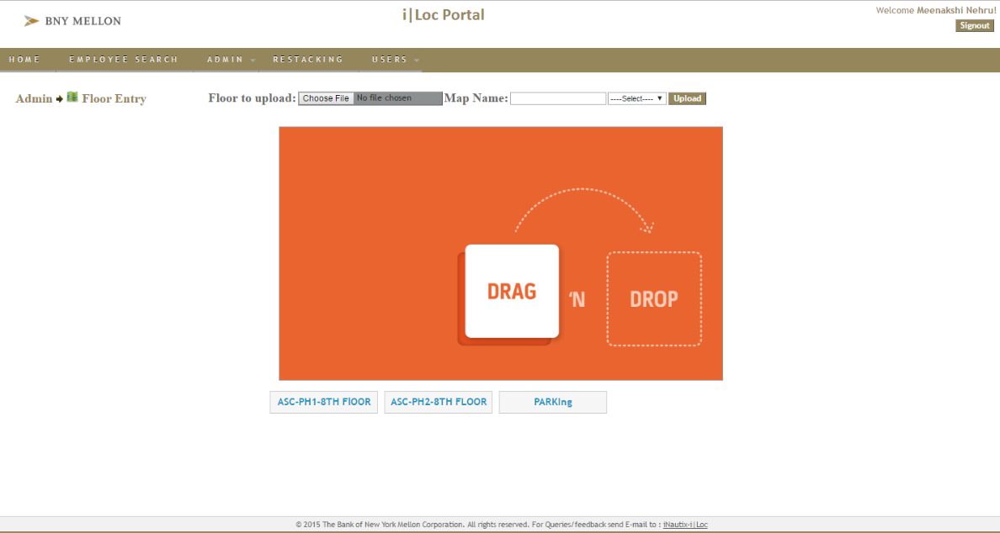 BNY MELLON
i|Loc Portal
Welcome Meenakshi Nehru!
Signout
HOME EMPLOYEE SEARCH ADMIN RESTACKING USERS
Admin Floor Entry
Floor to upload: Choose File No file chosen Map Name: ----Select---- Upload
DRAG 'N DROP
ASC-PH1-8TH FlOOR ASC-PH2-8TH FLOOR PARKIng
© 2015 The Bank of New York Mellon Corporation. All rights reserved. For Queries/feedback send E-mail to : iNautix-i|Loc